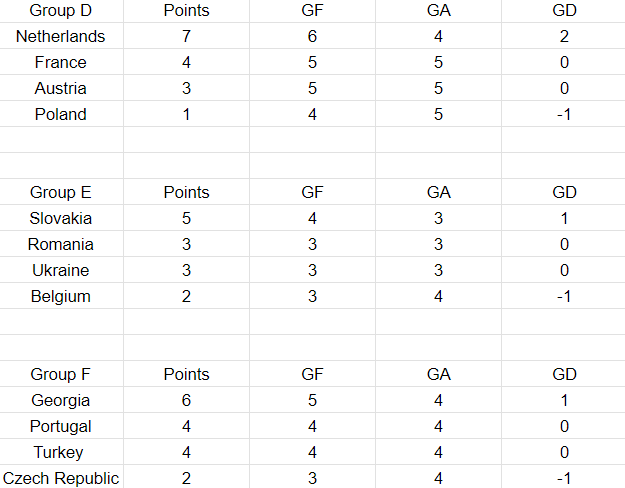 Group D Points GF GA GD
Netherlands 7 6 4 2
France 4 5 5 0
Austria 3 5 5 0
Poland 1 4 5 -1
Group E Points GF GA GD
Slovakia 5 4 3 1
Romania 3 3 3 0
Ukraine 3 3 3 0
Belgium 2 3 4 -1
Group F Points GF GA GD
Georgia 6 5 4 1
Portugal 4 4 4 0
Turkey 4 4 4 0
Czech Republic 2 3 4 -1